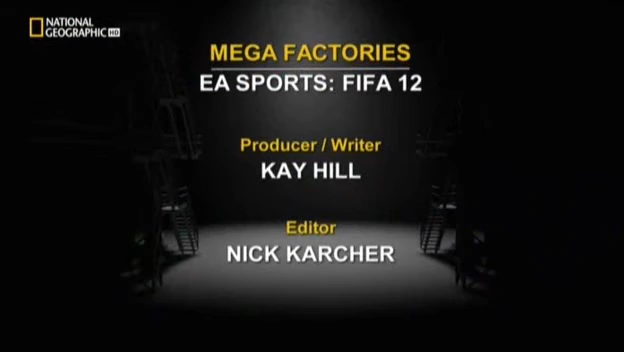 NATIONAL
GEOGRAPHIC HD
MEGA FACTORIES
EA SPORTS: FIFA 12
Producer / Writer
KAY HILL
Editor
NICK KARCHER